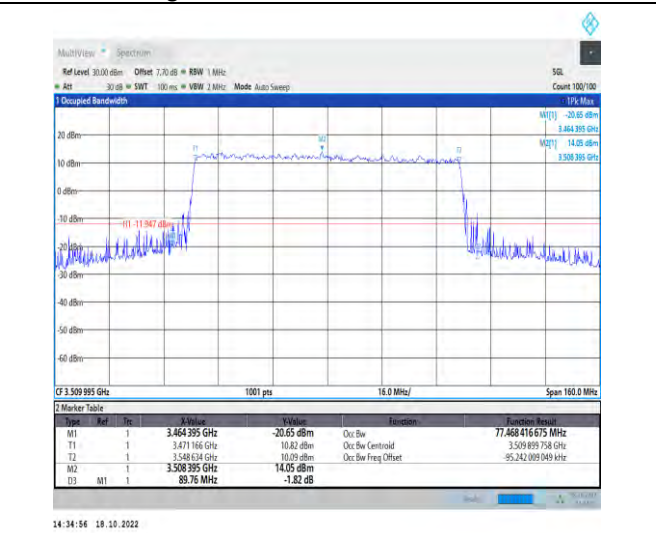 MultiView Spectrum
Ref Level 30.00 dBm Offset 7.70 dB RBW 1 MHz SGL
Att 30 dB SWT 100 ms VBW 2 MHz Mode Auto Sweep Count 100/100
1 Occupied Bandwidth 1Pk Max
M1[1] -20.65 dBm
3.464 395 GHz
20 dBm M2[1] 14.05 dBm
3.508 395 GHz
T1 M2 T2
10 dBm
0 dBm
-10 dBm
H1 -11.947 dBm
-20 dBm
-30 dBm
-40 dBm
-50 dBm
-60 dBm
CF 3.509 995 GHz 1001 pts 16.0 MHz/ Span 160.0 MHz
2 Marker Table
Type Ref Trc X-Value Y-Value Function Function Result
M1 1 3.464 395 GHz -20.65 dBm Occ Bw 77.468 416 675 MHz
T1 1 3.471 166 GHz 10.82 dBm Occ Bw Centroid 3.509 899 758 GHz
T2 1 3.548 634 GHz 10.09 dBm Occ Bw Freq Offset -95.242 009 049 kHz
M2 1 3.508 395 GHz 14.05 dBm
D3 M1 1 89.76 MHz -1.82 dB
14:34:56 18.10.2022